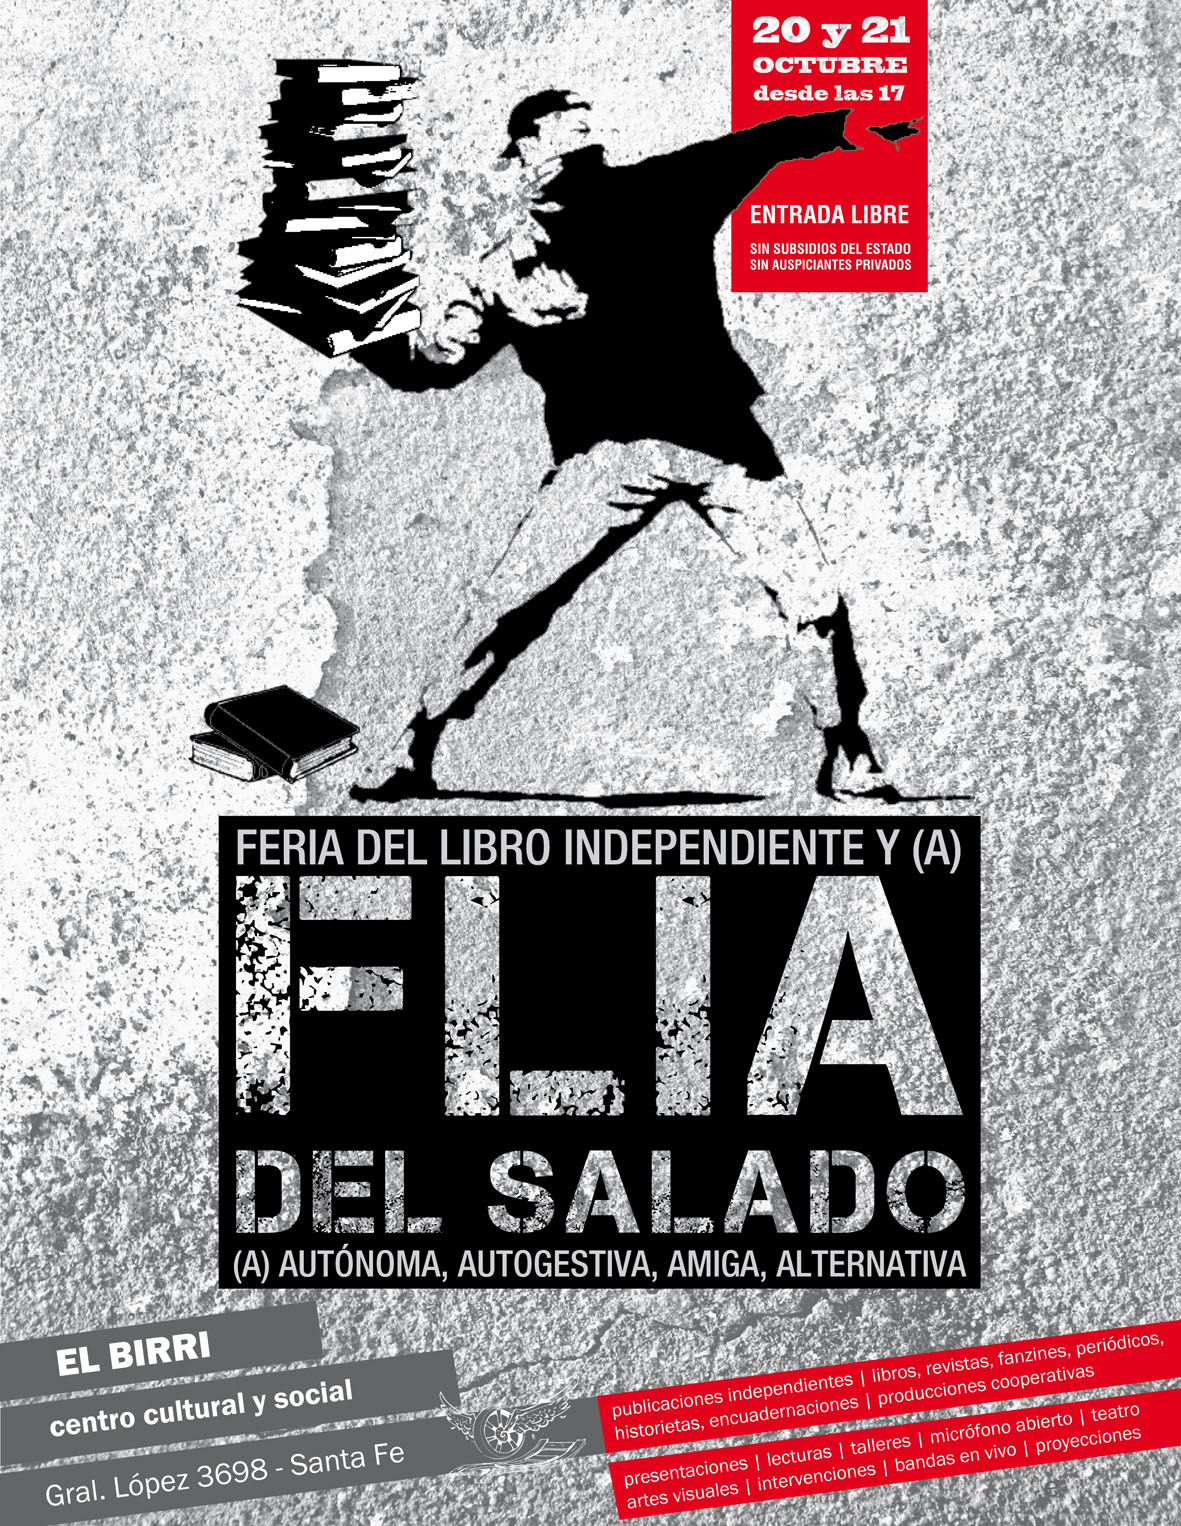 20 y 21
OCTUBRE
desde las 17
ENTRADA LIBRE
SIN SUBSIDIOS DEL ESTADO
SIN AUSPICIANTES PRIVADOS
FERIA DEL LIBRO INDEPENDIENTE Y (A)
FLIA
DEL SALADO
(A) AUTÓNOMA, AUTOGESTIVA, AMIGA, ALTERNATIVA
EL BIRRI
centro cultural y social
Gral. López 3698 - Santa Fe
publicaciones independientes | libros, revistas, fanzines, periódicos,
historietas, encuadernaciones | producciones cooperativas
presentaciones | lecturas | talleres | micrófono abierto | teatro
artes visuales | intervenciones | bandas en vivo | proyecciones